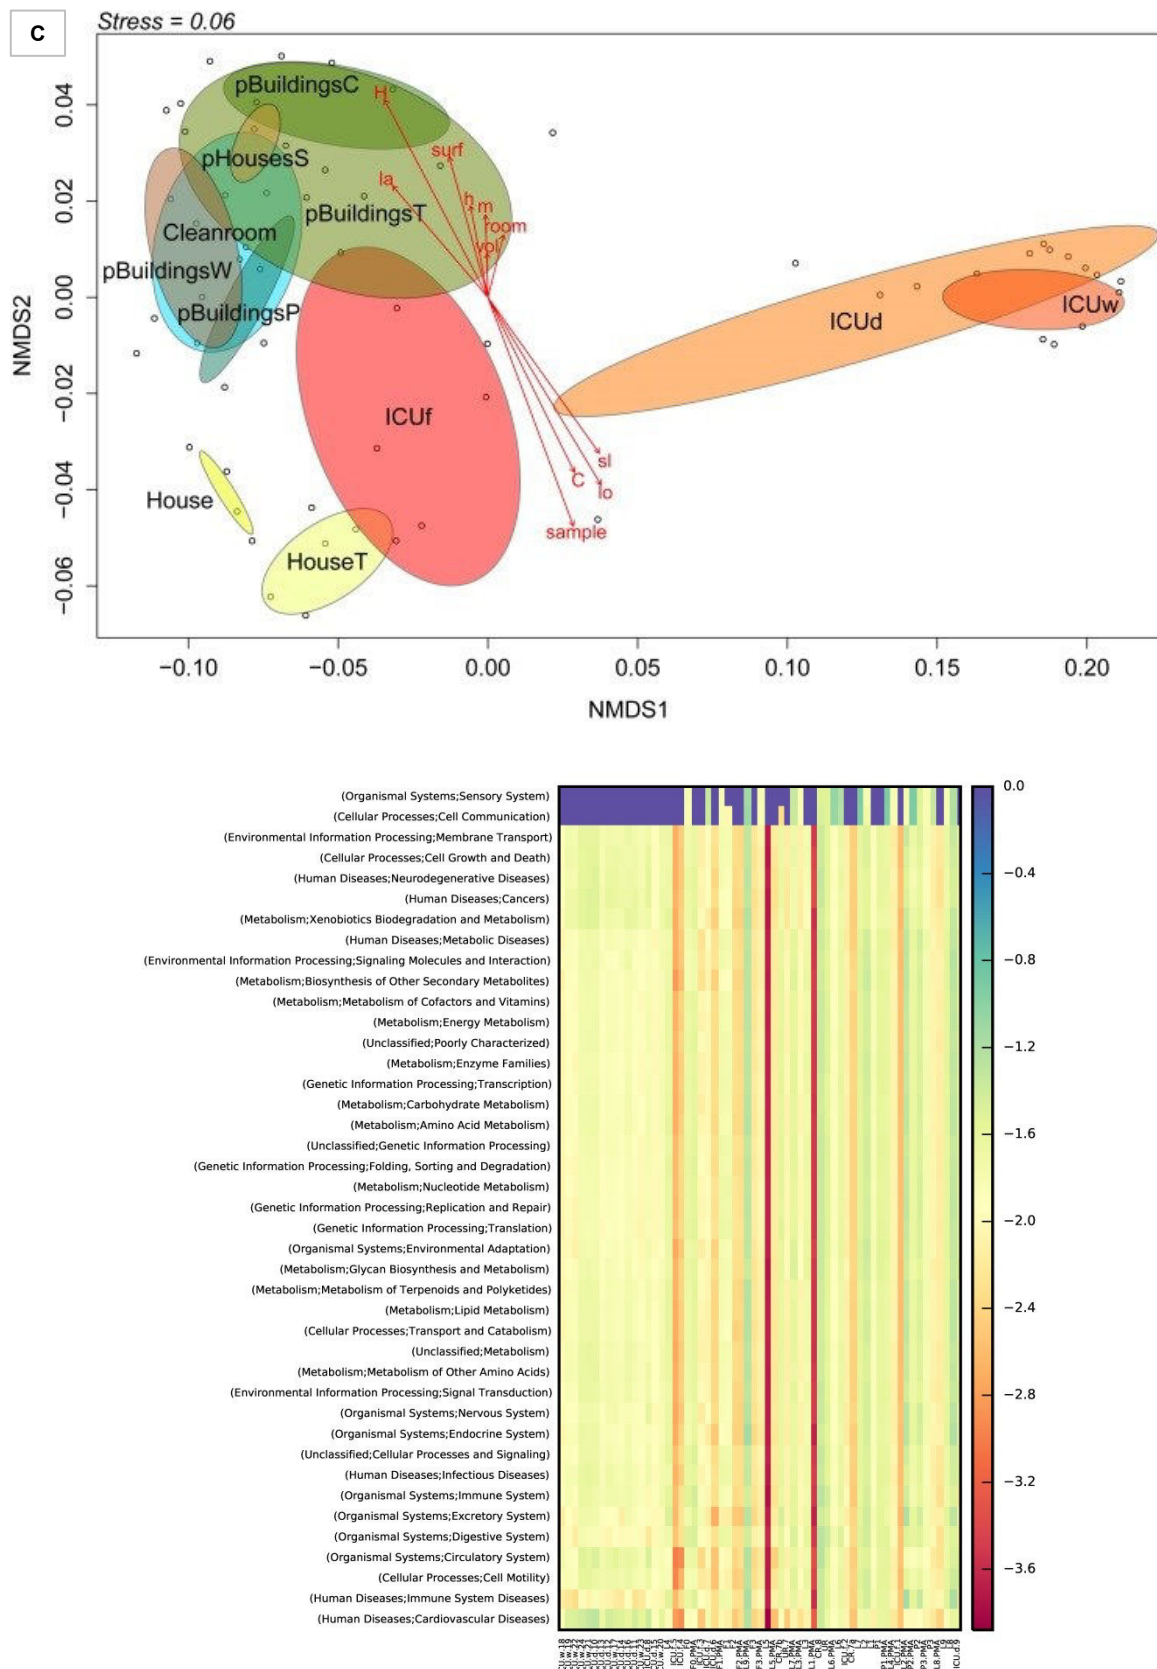 C
Stress = 0.06
pBuildingsC
H
surf
pHousesS
la
h
m
pBuildingsT
room
vol
Cleanroom
pBuildingsW
pBuildingsP
ICUd
ICUw
ICUf
House
HouseT
sl
C
lo
sample
NMDS2
0.04
0.02
0.00
−0.02
−0.04
−0.06
−0.10
−0.05
0.00
0.05
0.10
0.15
0.20
NMDS1
(Organismal Systems;Sensory System)
(Cellular Processes;Cell Communication)
(Environmental Information Processing;Membrane Transport)
(Cellular Processes;Cell Growth and Death)
(Human Diseases;Neurodegenerative Diseases)
(Human Diseases;Cancers)
(Metabolism;Xenobiotics Biodegradation and Metabolism)
(Human Diseases;Metabolic Diseases)
(Environmental Information Processing;Signaling Molecules and Interaction)
(Metabolism;Biosynthesis of Other Secondary Metabolites)
(Metabolism;Metabolism of Cofactors and Vitamins)
(Metabolism;Energy Metabolism)
(Unclassified;Poorly Characterized)
(Metabolism;Enzyme Families)
(Genetic Information Processing;Transcription)
(Metabolism;Carbohydrate Metabolism)
(Metabolism;Amino Acid Metabolism)
(Unclassified;Genetic Information Processing)
(Genetic Information Processing;Folding, Sorting and Degradation)
(Metabolism;Nucleotide Metabolism)
(Genetic Information Processing;Replication and Repair)
(Genetic Information Processing;Translation)
(Organismal Systems;Environmental Adaptation)
(Metabolism;Glycan Biosynthesis and Metabolism)
(Metabolism;Metabolism of Terpenoids and Polyketides)
(Metabolism;Lipid Metabolism)
(Cellular Processes;Transport and Catabolism)
(Unclassified;Metabolism)
(Metabolism;Metabolism of Other Amino Acids)
(Environmental Information Processing;Signal Transduction)
(Organismal Systems;Nervous System)
(Organismal Systems;Endocrine System)
(Unclassified;Cellular Processes and Signaling)
(Human Diseases;Infectious Diseases)
(Organismal Systems;Immune System)
(Organismal Systems;Excretory System)
(Organismal Systems;Digestive System)
(Organismal Systems;Circulatory System)
(Cellular Processes;Cell Motility)
(Human Diseases;Immune System Diseases)
(Human Diseases;Cardiovascular Diseases)
0.0
−0.4
−0.8
−1.2
−1.6
−2.0
−2.4
−2.8
−3.2
−3.6